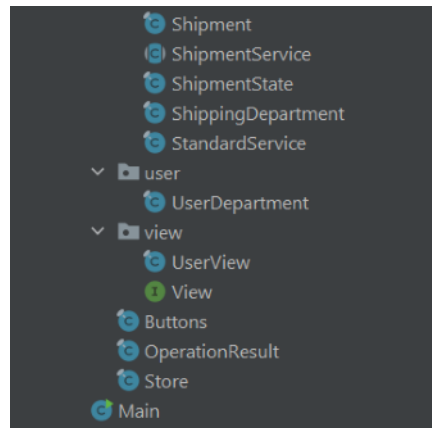 Shipment
ShipmentService
ShipmentState
ShippingDepartment
StandardService
user
UserDepartment
view
UserView
View
Buttons
OperationResult
Store
Main